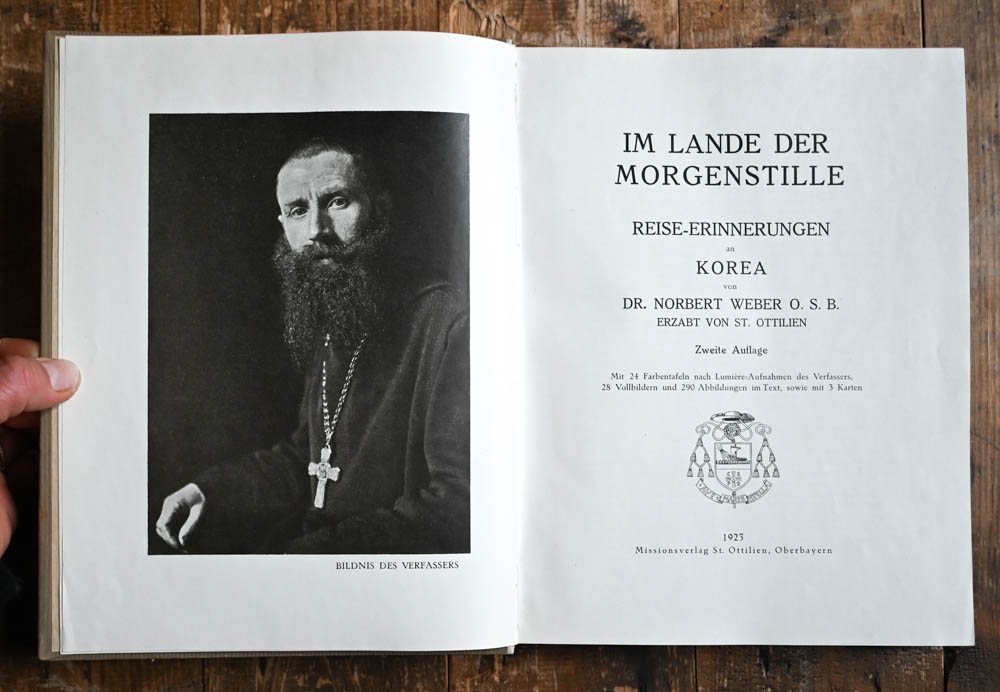 BILDNIS DES VERFASSERS
IM LANDE DER
MORGENSTILLE
REISE-ERINNERUNGEN
an
KOREA
von
DR. NORBERT WEBER O. S. B.
ERZABT VON ST. OTTILIEN
Zweite Auflage
Mit 24 Farbentafeln nach Lumière-Aufnahmen des Verfassers,
28 Vollbildern und 290 Abbildungen im Text, sowie mit 3 Karten
1923
Missionsverlag St. Ottilien, Oberbayern